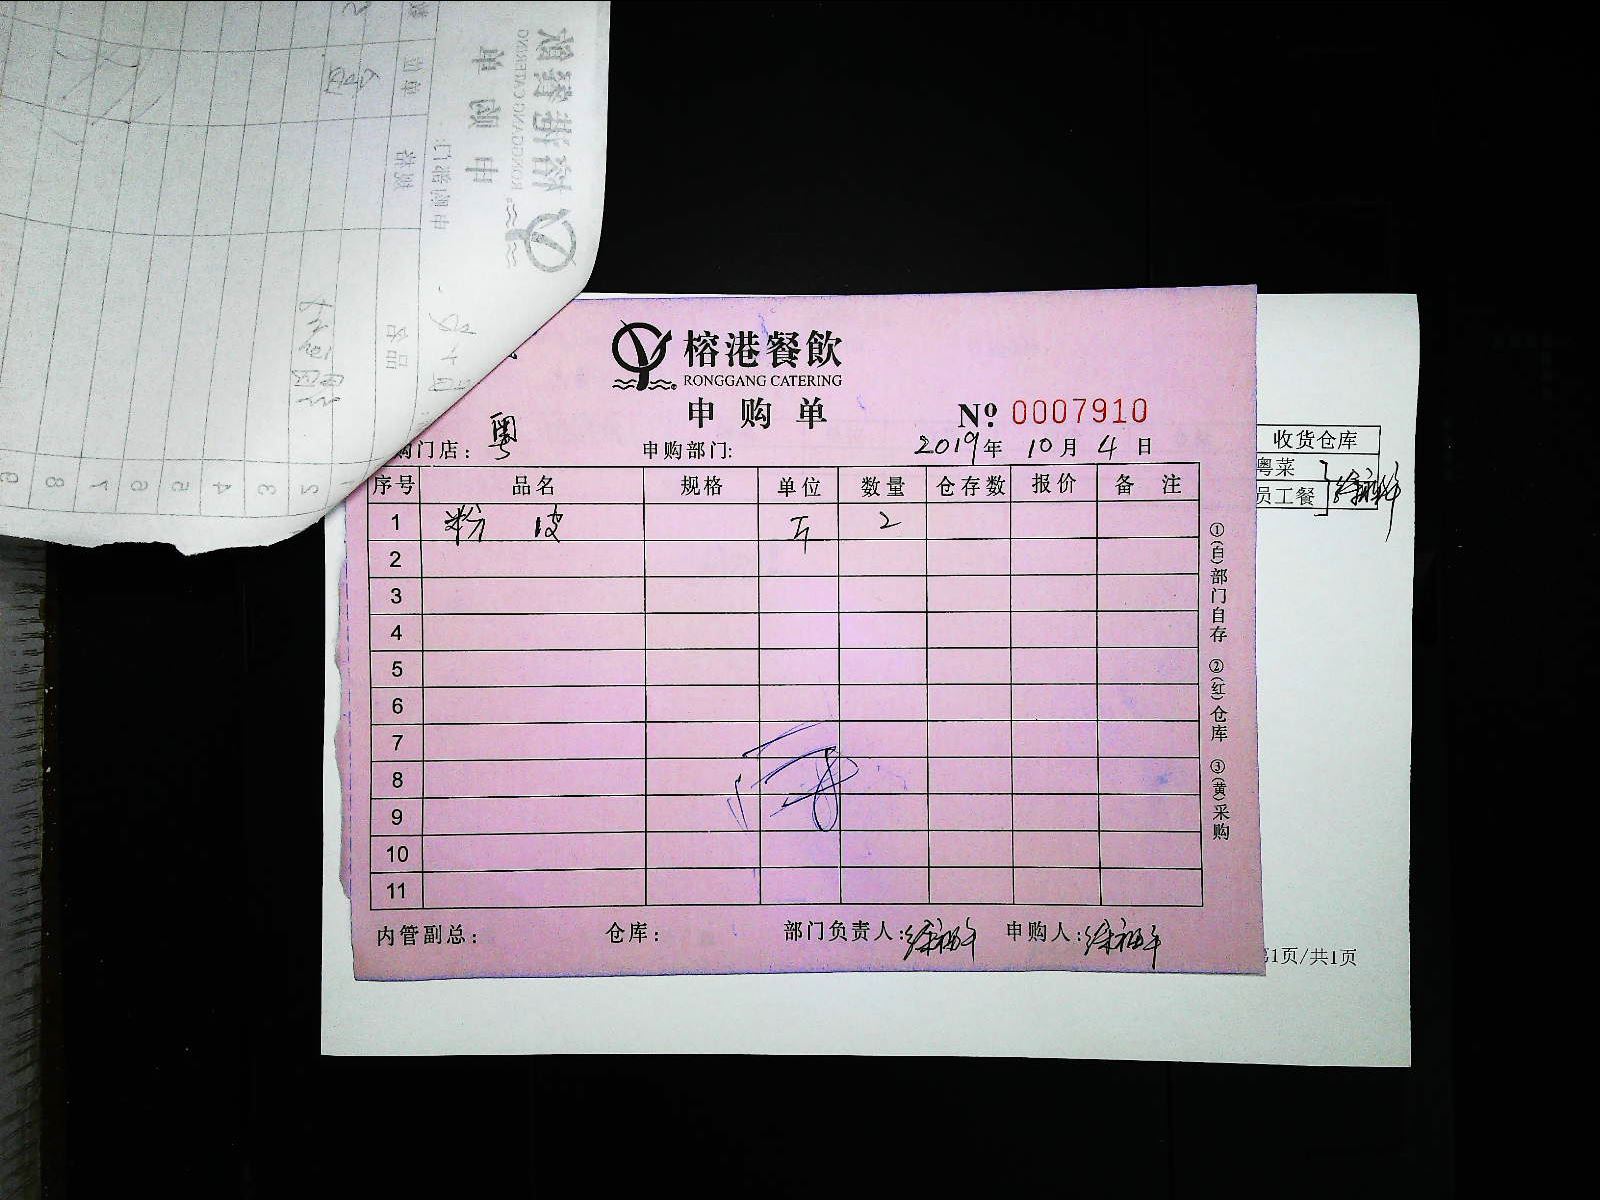 榕港餐飲
RONGGANG CATERING
申购单
№ 0007910
购门店: 粤
申购部门:
2019年 10月 4日
序号 品名 规格 单位 数量 仓存数 报价 备注
1 粉皮 斤 2
2
3
4
5
6
7
8
9
10
11
内管副总: 仓库: 部门负责人: 申购人:
①(白)部门自存 ②(红)仓库 ③(黄)采购
收货仓库
粤菜
员工餐
第1页/共1页